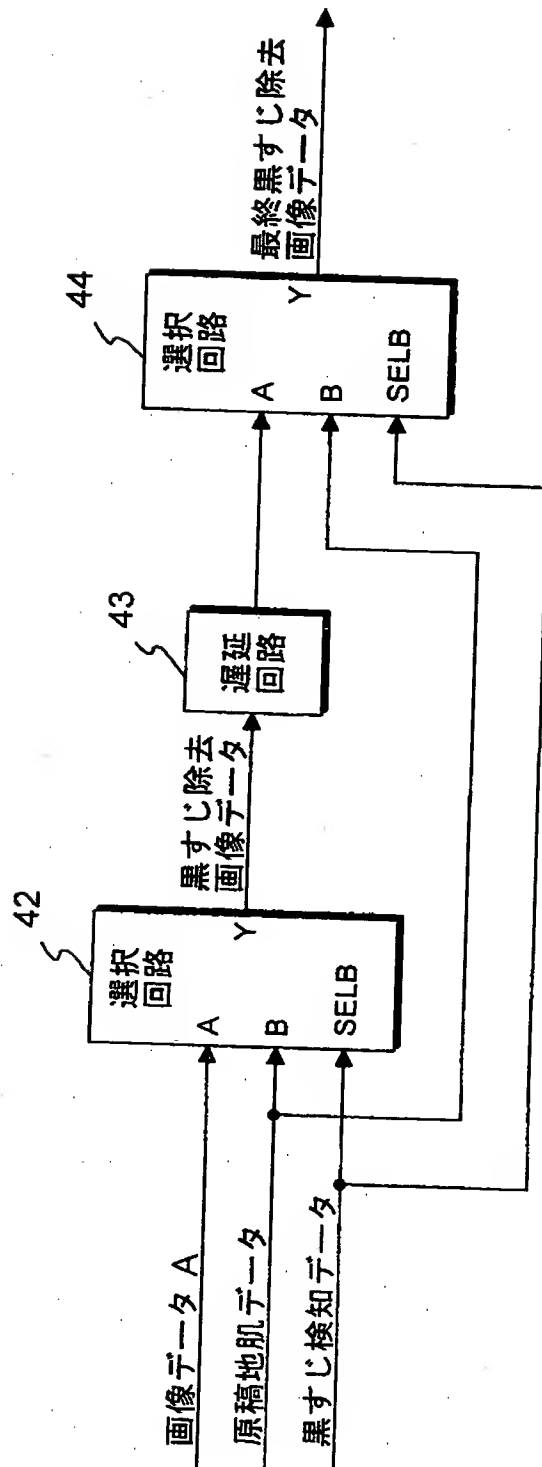 画像データ A
原稿地肌データ
黒すじ検知データ
42
選択
回路
A
B
SELB
Y
黒すじ除去
画像データ
43
遅延
回路
44
選択
回路
A
B
SELB
Y
最終黒すじ除去
画像データ